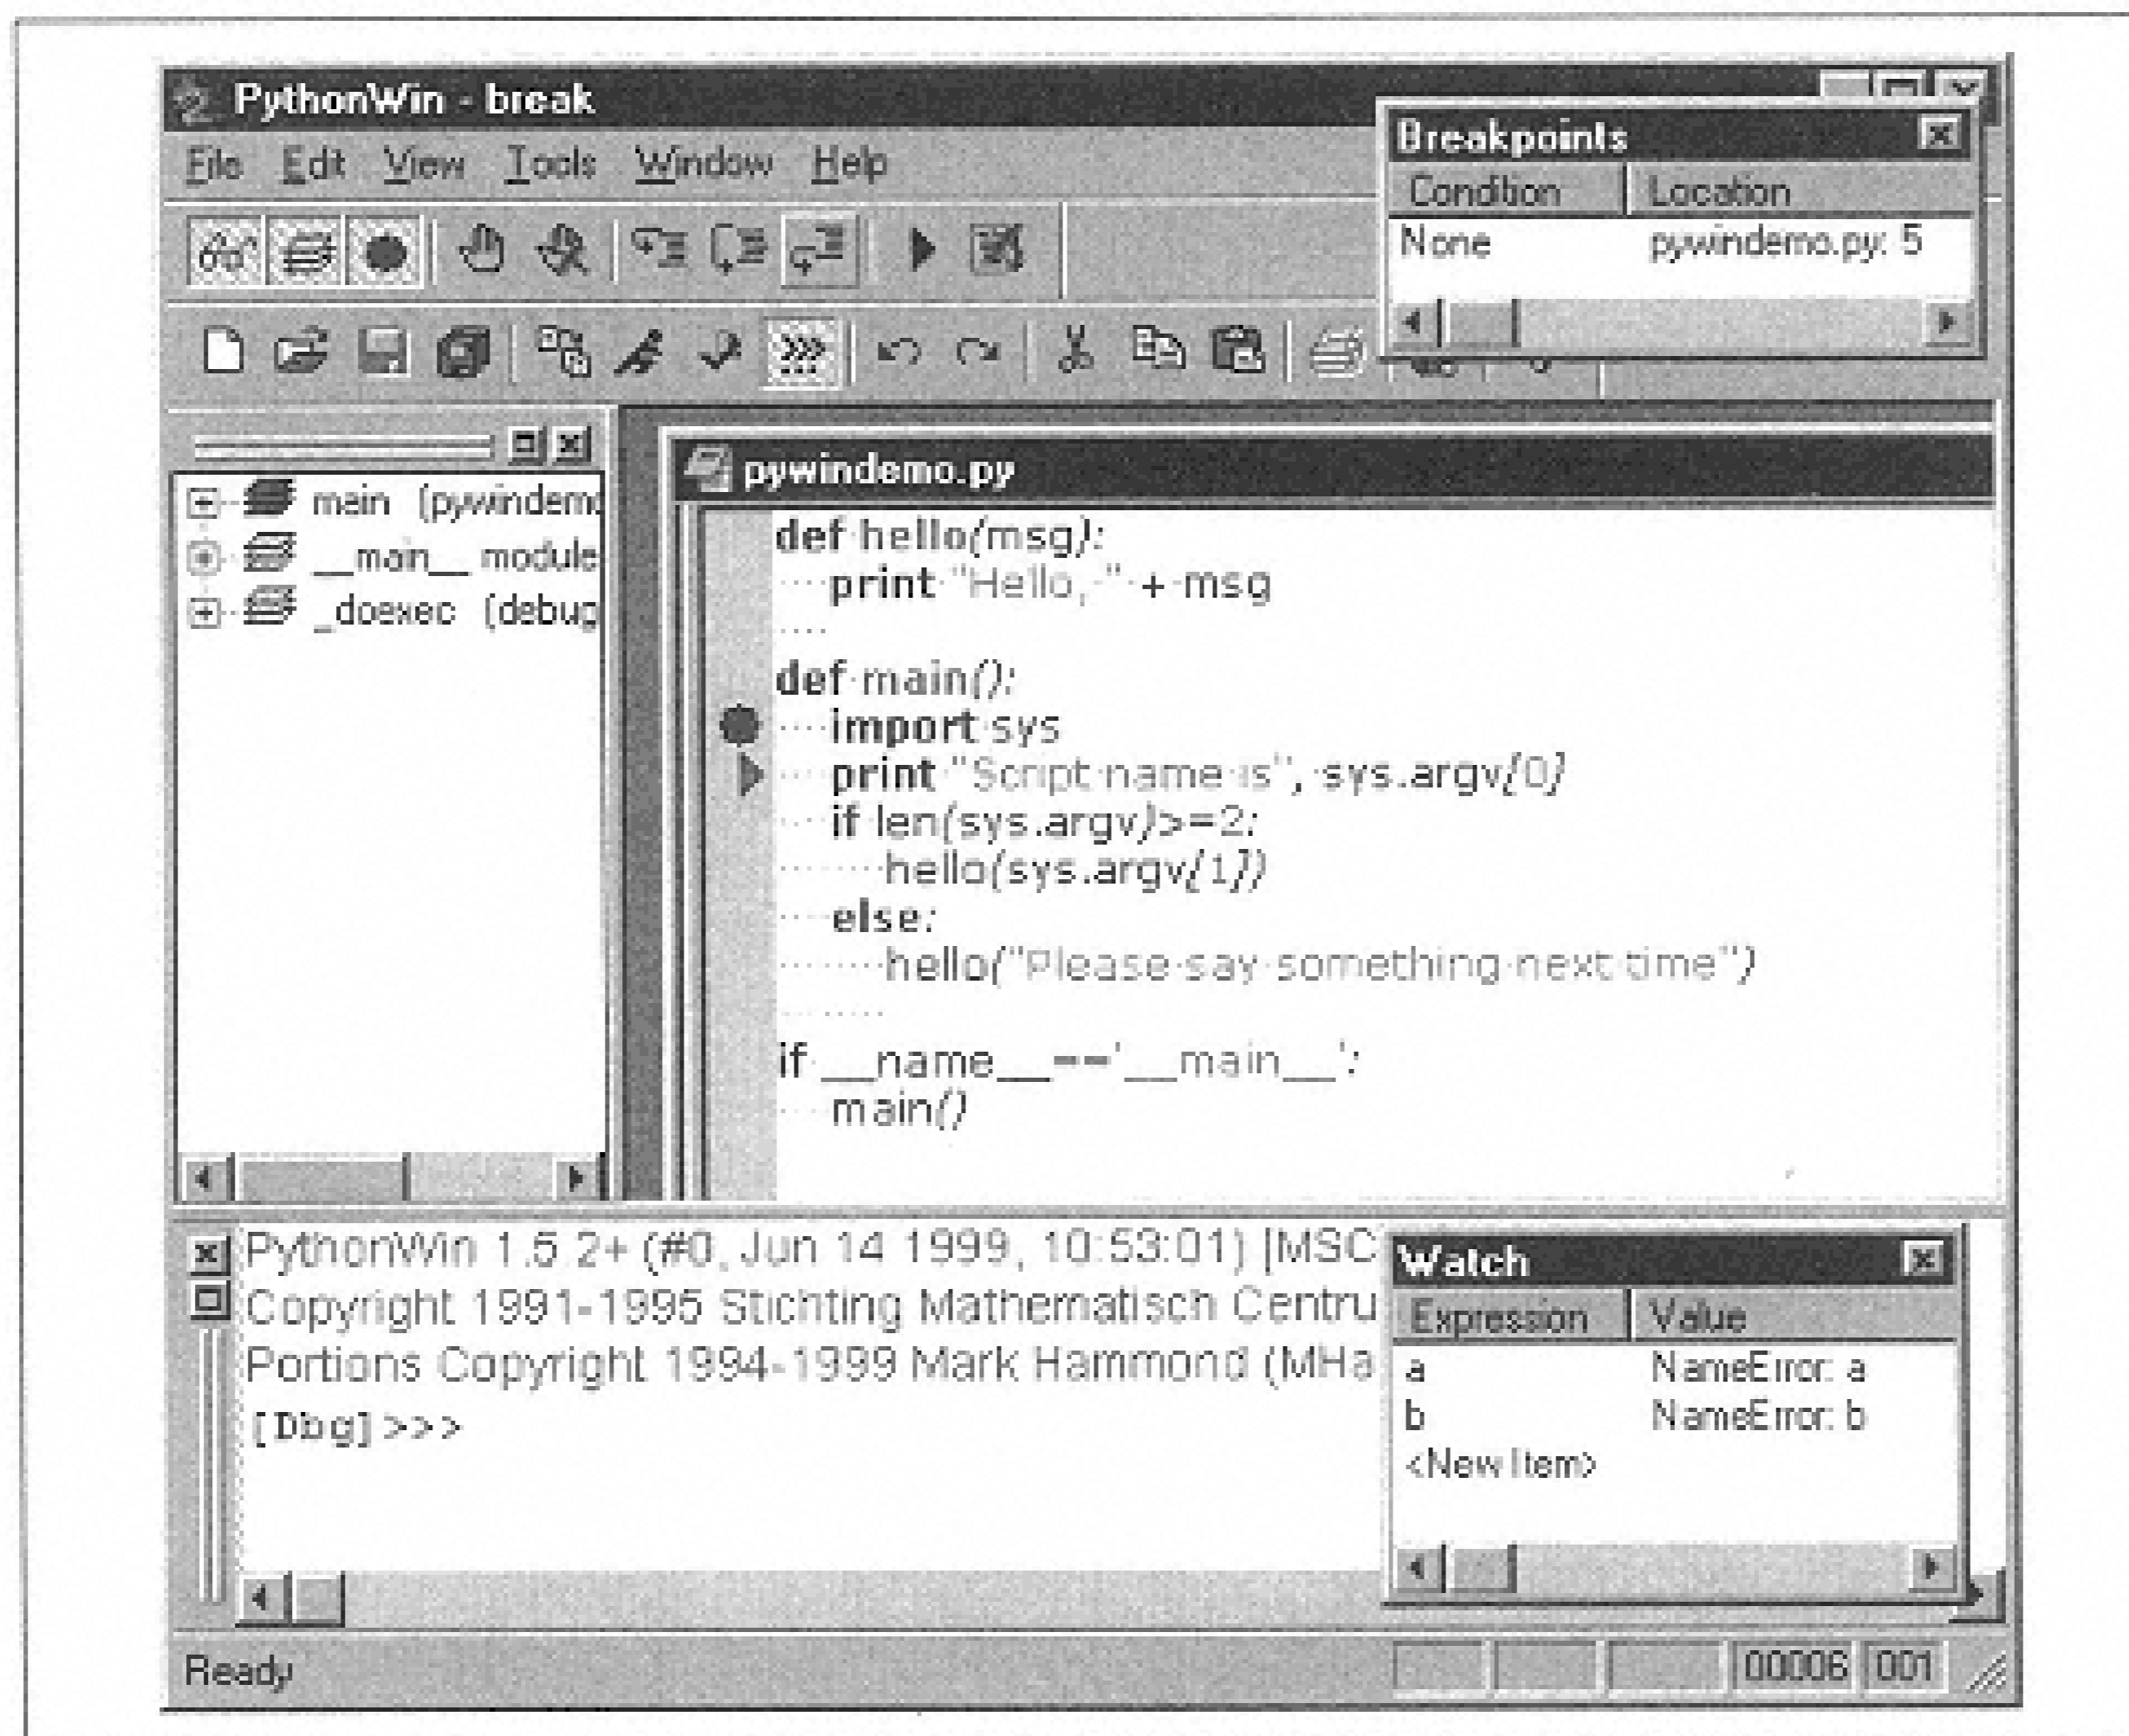 PythonWin - break
File Edit View Tools Window Help
Breakpoints
Condition Location
None pywindemo.py: 5
main (pywindemo
__main__ module
_doexec (debug
pywindemo.py
def hello(msg):
print "Hello, " + msg
def main():
import sys
print "Script name is", sys.argv[0]
if len(sys.argv)>=2:
hello(sys.argv[1])
else:
hello("Please say something next time")
if __name__=='__main__':
main()
PythonWin 1.5.2+ (#0, Jun 14 1999, 10:53:01) [MSC
Copyright 1991-1995 Stichting Mathematisch Centru
Portions Copyright 1994-1999 Mark Hammond (MHa
[Dbg]>>>
Watch
Expression Value
a NameError: a
b NameError: b
<New Item>
Ready 00006 001